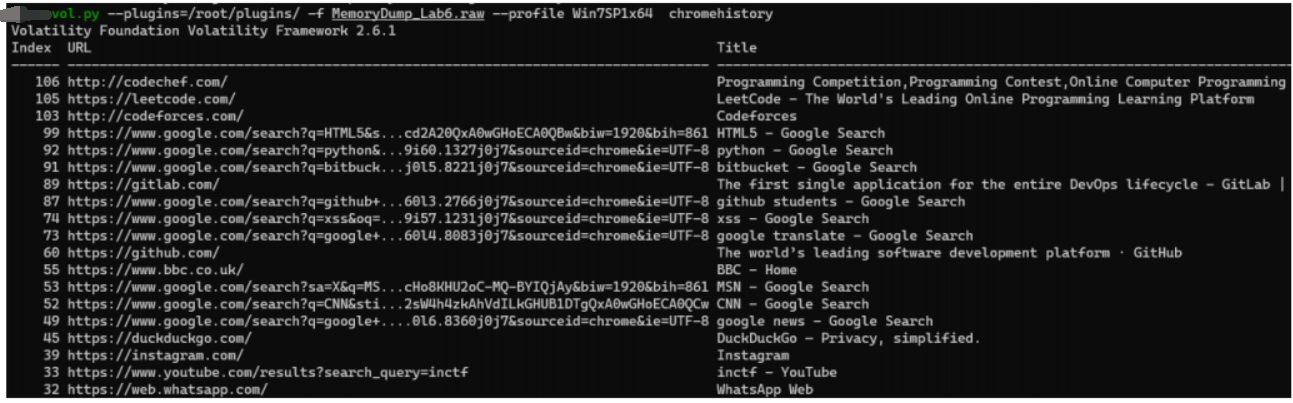 vol.py --plugins=/root/plugins/ -f MemoryDump_Lab6.raw --profile Win7SP1x64 chromehistory
Volatility Foundation Volatility Framework 2.6.1
Index URL Title
106 http://codechef.com/ Programming Competition,Programming Contest,Online Computer Programming
105 https://leetcode.com/ LeetCode - The World's Leading Online Programming Learning Platform
103 http://codeforces.com/ Codeforces
99 https://www.google.com/search?q=HTML5&s...cd2A20QxA0wGHoECA0QBw&biw=1920&bih=861 HTML5 - Google Search
92 https://www.google.com/search?q=python&...9i60.1327j0j7&sourceid=chrome&ie=UTF-8 python - Google Search
91 https://www.google.com/search?q=bitbuck...j0l5.8221j0j7&sourceid=chrome&ie=UTF-8 bitbucket - Google Search
89 https://gitlab.com/ The first single application for the entire DevOps lifecycle - GitLab |
87 https://www.google.com/search?q=github+...60l3.2766j0j7&sourceid=chrome&ie=UTF-8 github students - Google Search
74 https://www.google.com/search?q=xss&oq=...9i57.1231j0j7&sourceid=chrome&ie=UTF-8 xss - Google Search
73 https://www.google.com/search?q=google+...60l4.8083j0j7&sourceid=chrome&ie=UTF-8 google translate - Google Search
60 https://github.com/ The world's leading software development platform · GitHub
55 https://www.bbc.co.uk/ BBC - Home
53 https://www.google.com/search?sa=X&q=MS...cHo8KHU2oC-MQ-BYIQjAy&biw=1920&bih=861 MSN - Google Search
52 https://www.google.com/search?q=CNN&sti...2sW4h4zkAhVdILkGHUB1DTgQxA0wGHoECA0QCw CNN - Google Search
49 https://www.google.com/search?q=google+....0l6.8360j0j7&sourceid=chrome&ie=UTF-8 google news - Google Search
45 https://duckduckgo.com/ DuckDuckGo - Privacy, simplified.
39 https://instagram.com/ Instagram
33 https://www.youtube.com/results?search_query=inctf inctf - YouTube
32 https://web.whatsapp.com/ WhatsApp Web